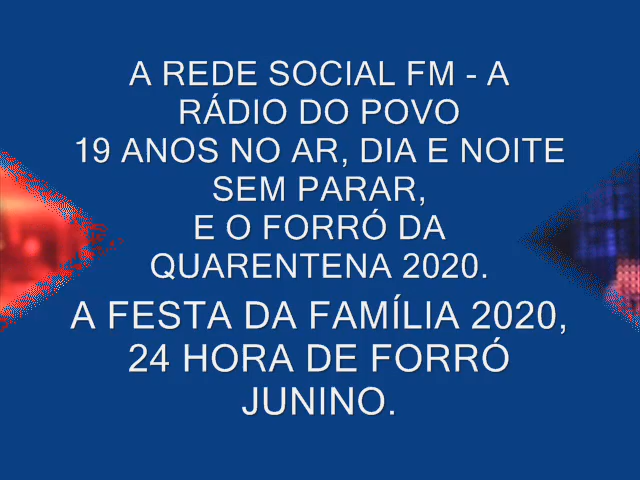 A REDE SOCIAL FM - A
RÁDIO DO POVO
19 ANOS NO AR, DIA E NOITE
SEM PARAR,
E O FORRÓ DA
QUARENTENA 2020.
A FESTA DA FAMÍLIA 2020,
24 HORA DE FORRÓ
JUNINO.